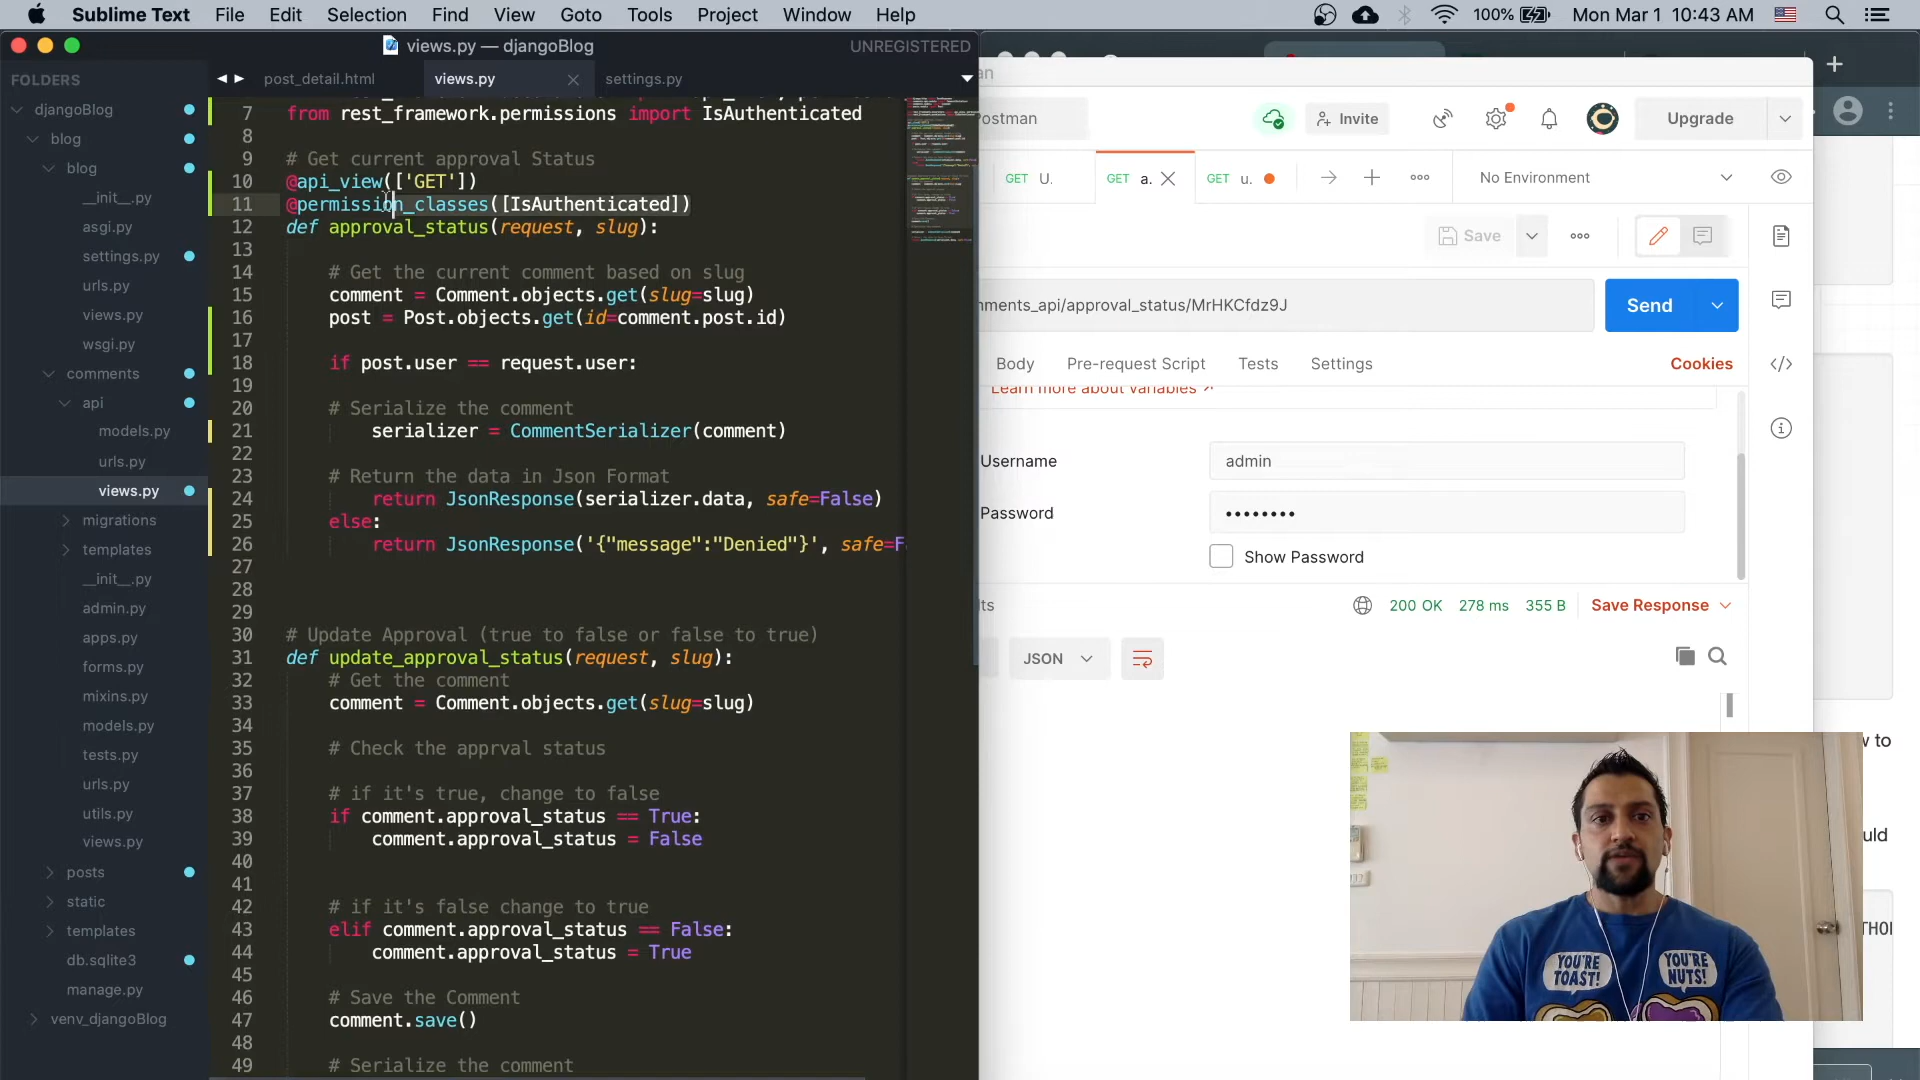 Sublime Text File Edit Selection Find View Goto Tools Project Window Help
100% Mon Mar 1 10:43 AM
views.py — djangoBlog UNREGISTERED
FOLDERS
djangoBlog
blog
blog
__init__.py
asgi.py
settings.py
urls.py
views.py
wsgi.py
comments
api
models.py
urls.py
views.py
migrations
templates
__init__.py
admin.py
apps.py
forms.py
mixins.py
models.py
tests.py
urls.py
utils.py
views.py
posts
static
templates
db.sqlite3
manage.py
venv_djangoBlog
post_detail.html views.py settings.py
7 from rest_framework.permissions import IsAuthenticated
8
9 # Get current approval Status
10 @api_view(['GET'])
11 @permission_classes([IsAuthenticated])
12 def approval_status(request, slug):
13
14 # Get the current comment based on slug
15 comment = Comment.objects.get(slug=slug)
16 post = Post.objects.get(id=comment.post.id)
17
18 if post.user == request.user:
19
20 # Serialize the comment
21 serializer = CommentSerializer(comment)
22
23 # Return the data in Json Format
24 return JsonResponse(serializer.data, safe=False)
25 else:
26 return JsonResponse('{"message":"Denied"}', safe=F
27
28
29
30 # Update Approval (true to false or false to true)
31 def update_approval_status(request, slug):
32 # Get the comment
33 comment = Comment.objects.get(slug=slug)
34
35 # Check the apprval status
36
37 # if it's true, change to false
38 if comment.approval_status == True:
39 comment.approval_status = False
40
41
42 # if it's false change to true
43 elif comment.approval_status == False:
44 comment.approval_status = True
45
46 # Save the Comment
47 comment.save()
48
49 # Serialize the comment
an
Postman Invite Upgrade
GET U. GET a. GET u. No Environment
Save
mments_api/approval_status/MrHKCfdz9J Send
Body Pre-request Script Tests Settings Cookies
Learn more about variables
Username admin
Password ••••••••
Show Password
lts 200 OK 278 ms 355 B Save Response
JSON
w to
uld
THOI
YOU'RE TOAST!
YOU'RE NUTS!